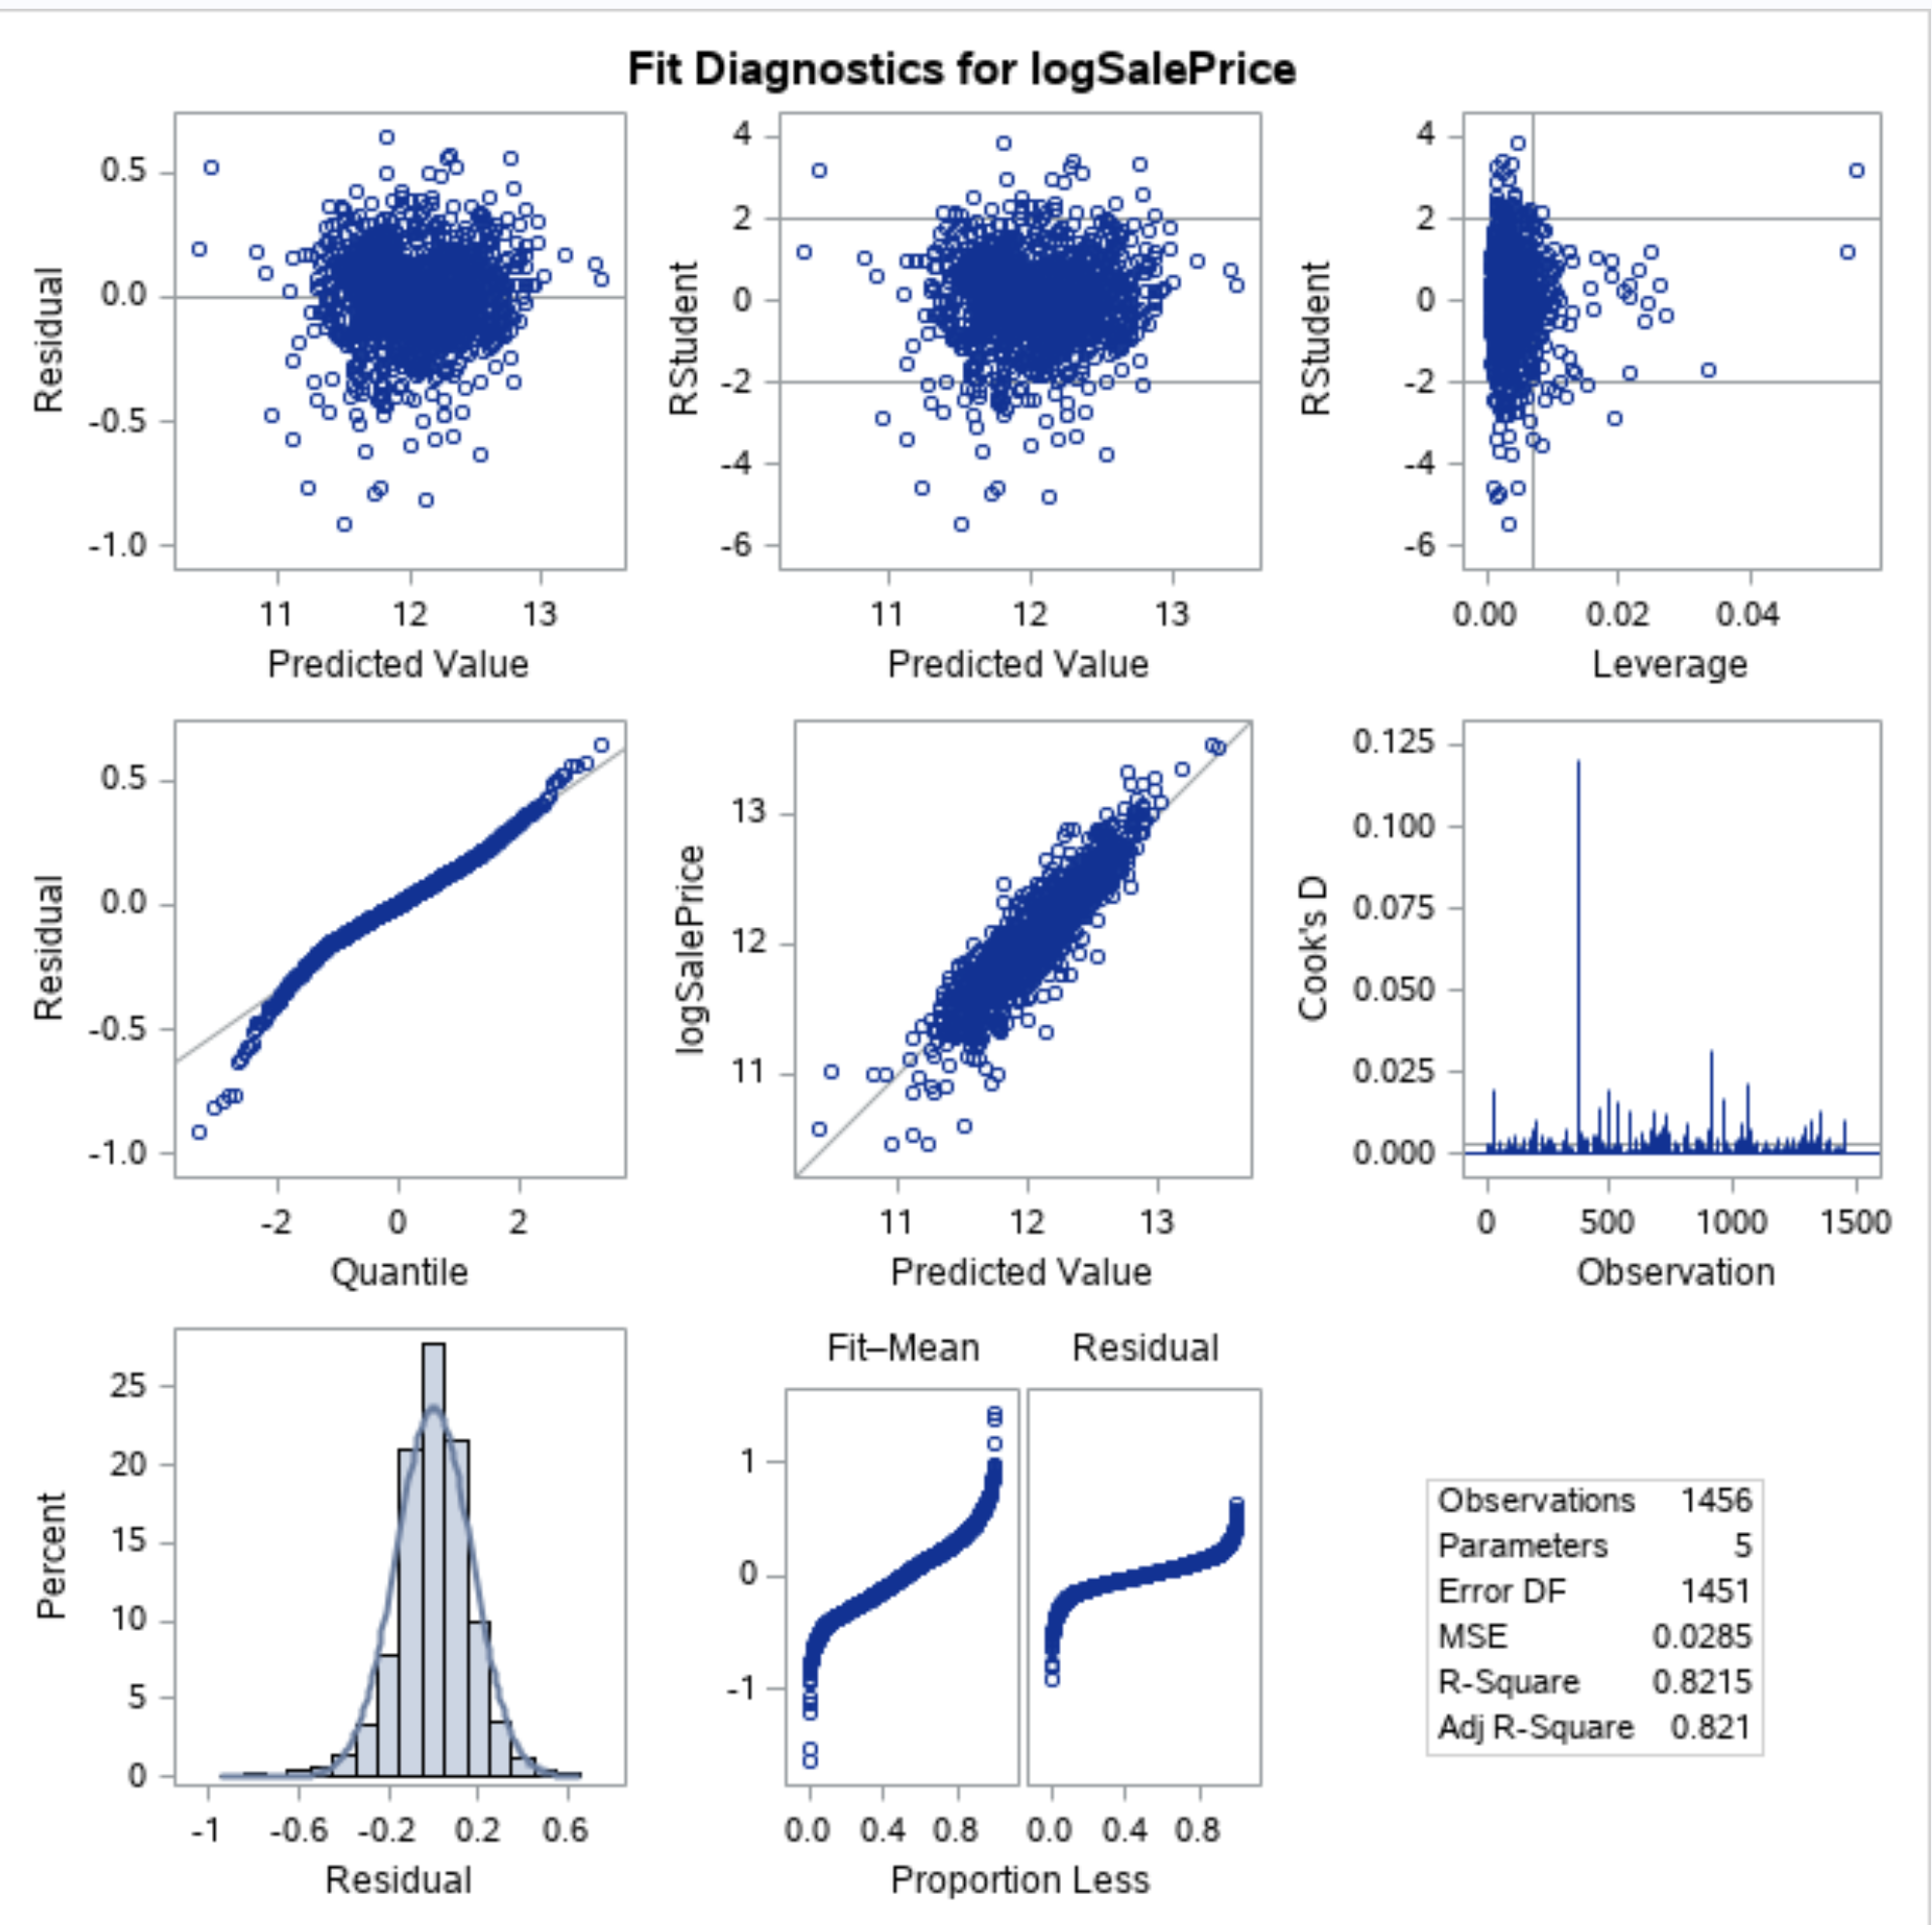 Fit Diagnostics for logSalePrice
0.5
0.0
-0.5
-1.0
Residual
11 12 13
Predicted Value
4
2
0
-2
-4
-6
RStudent
11 12 13
Predicted Value
4
2
0
-2
-4
-6
RStudent
0.00 0.02 0.04
Leverage
0.5
0.0
-0.5
-1.0
Residual
-2 0 2
Quantile
13
12
11
logSalePrice
11 12 13
Predicted Value
0.125
0.100
0.075
0.050
0.025
0.000
Cook's D
0 500 1000 1500
Observation
25
20
15
10
5
0
Percent
-1 -0.6 -0.2 0.2 0.6
Residual
Fit–Mean Residual
1
0
-1
0.0 0.4 0.8 0.0 0.4 0.8
Proportion Less
Observations 1456
Parameters 5
Error DF 1451
MSE 0.0285
R-Square 0.8215
Adj R-Square 0.821